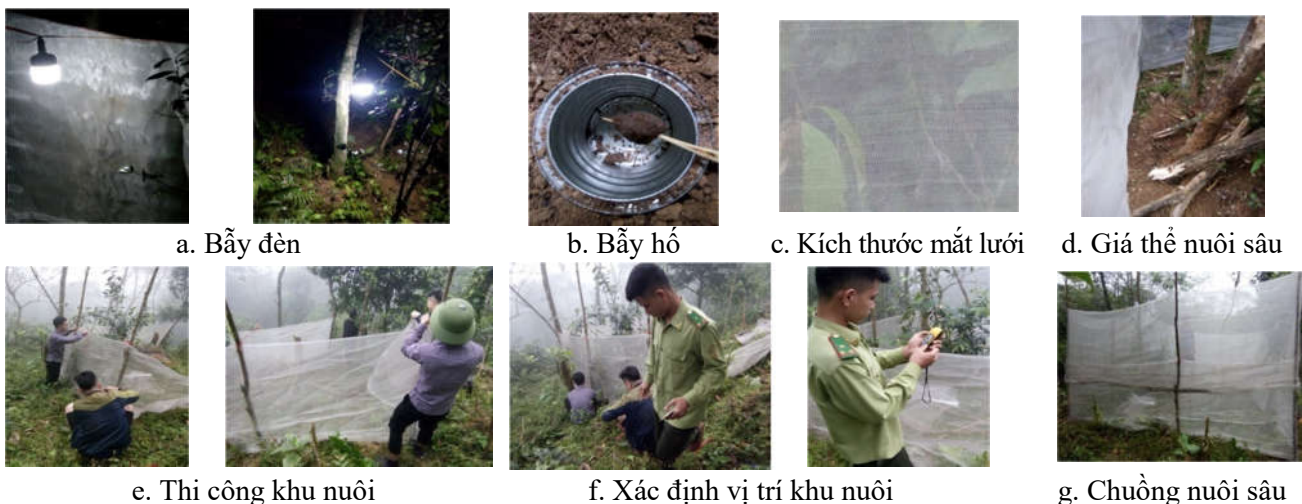 a. Bẫy đèn
b. Bẫy hố
c. Kích thước mắt lưới
d. Giá thể nuôi sâu
e. Thi công khu nuôi
f. Xác định vị trí khu nuôi
g. Chuồng nuôi sâu